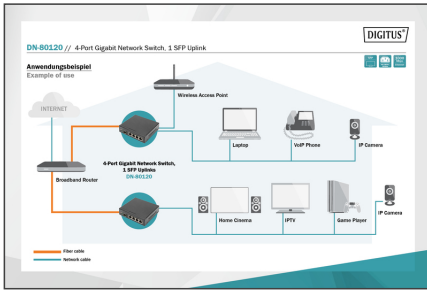 DIGITUS®
DN-80120 // 4-Port Gigabit Network Switch, 1 SFP Uplink
Anwendungsbeispiel
Example of use
Wireless Access Point
INTERNET
Laptop
VoIP Phone
IP Camera
4-Port Gigabit Network Switch,
1 SFP Uplinks
DN-80120
Broadband Router
Home Cinema
IPTV
Game Player
IP Camera
Fiber cable
Network cable